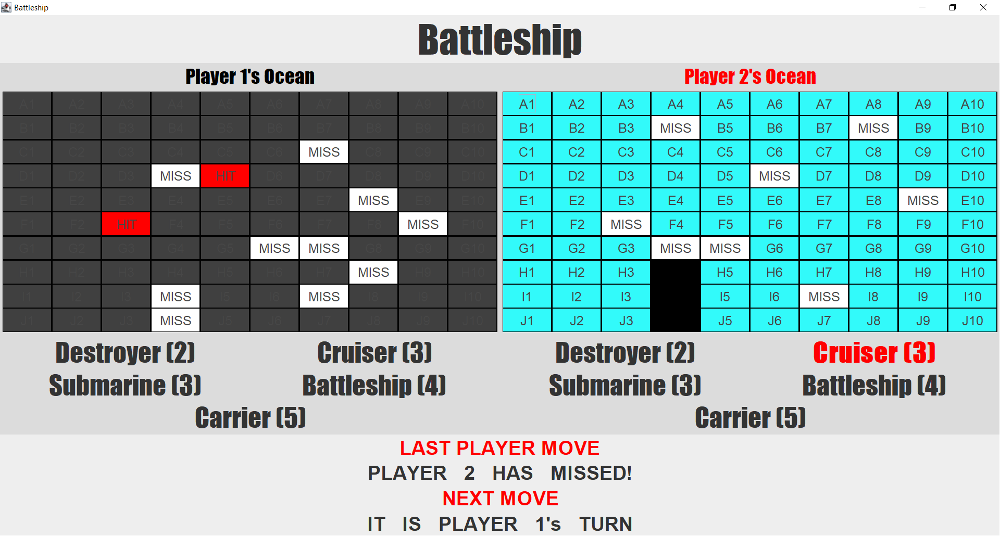 Battleship
Battleship
Player 1's Ocean
Player 2's Ocean
A1 A2 A3 A4 A5 A6 A7 A8 A9 A10
B1 B2 B3 B4 B5 B6 B7 B8 B9 B10
C1 C2 C3 C4 C5 C6 MISS C8 C9 C10
D1 D2 D3 MISS HIT D6 D7 D8 D9 D10
E1 E2 E3 E4 E5 E6 E7 MISS E9 E10
F1 F2 HIT F4 F5 F6 F7 F8 MISS F10
G1 G2 G3 G4 G5 MISS MISS G8 G9 G10
H1 H2 H3 H4 H5 H6 H7 MISS H9 H10
I1 I2 I3 MISS I5 I6 MISS I8 I9 I10
J1 J2 J3 MISS J5 J6 J7 J8 J9 J10
A1 A2 A3 A4 A5 A6 A7 A8 A9 A10
B1 B2 B3 MISS B5 B6 B7 MISS B9 B10
C1 C2 C3 C4 C5 C6 C7 C8 C9 C10
D1 D2 D3 D4 D5 MISS D7 D8 D9 D10
E1 E2 E3 E4 E5 E6 E7 E8 MISS E10
F1 F2 MISS F4 F5 F6 F7 F8 F9 F10
G1 G2 G3 MISS MISS G6 G7 G8 G9 G10
H1 H2 H3 H5 H6 H7 H8 H9 H10
I1 I2 I3 I5 I6 MISS I8 I9 I10
J1 J2 J3 J5 J6 J7 J8 J9 J10
Destroyer (2) Cruiser (3)
Submarine (3) Battleship (4)
Carrier (5)
Destroyer (2) Cruiser (3)
Submarine (3) Battleship (4)
Carrier (5)
LAST PLAYER MOVE
PLAYER 2 HAS MISSED!
NEXT MOVE
IT IS PLAYER 1's TURN